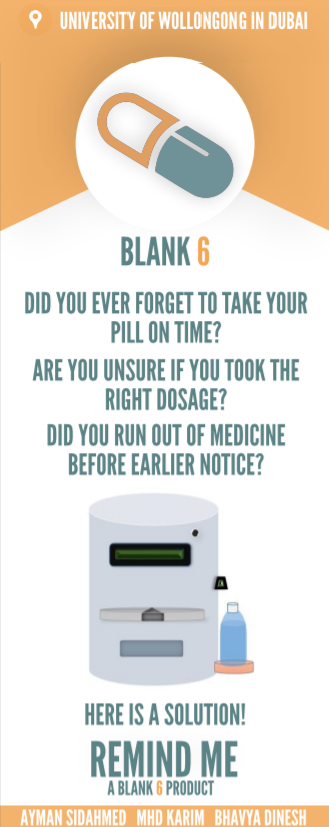 UNIVERSITY OF WOLLONGONG IN DUBAI
BLANK 6
DID YOU EVER FORGET TO TAKE YOUR
PILL ON TIME?
ARE YOU UNSURE IF YOU TOOK THE
RIGHT DOSAGE?
DID YOU RUN OUT OF MEDICINE
BEFORE EARLIER NOTICE?
HERE IS A SOLUTION!
REMIND ME
A BLANK 6 PRODUCT
AYMAN SIDAHMED MHD KARIM BHAVYA DINESH